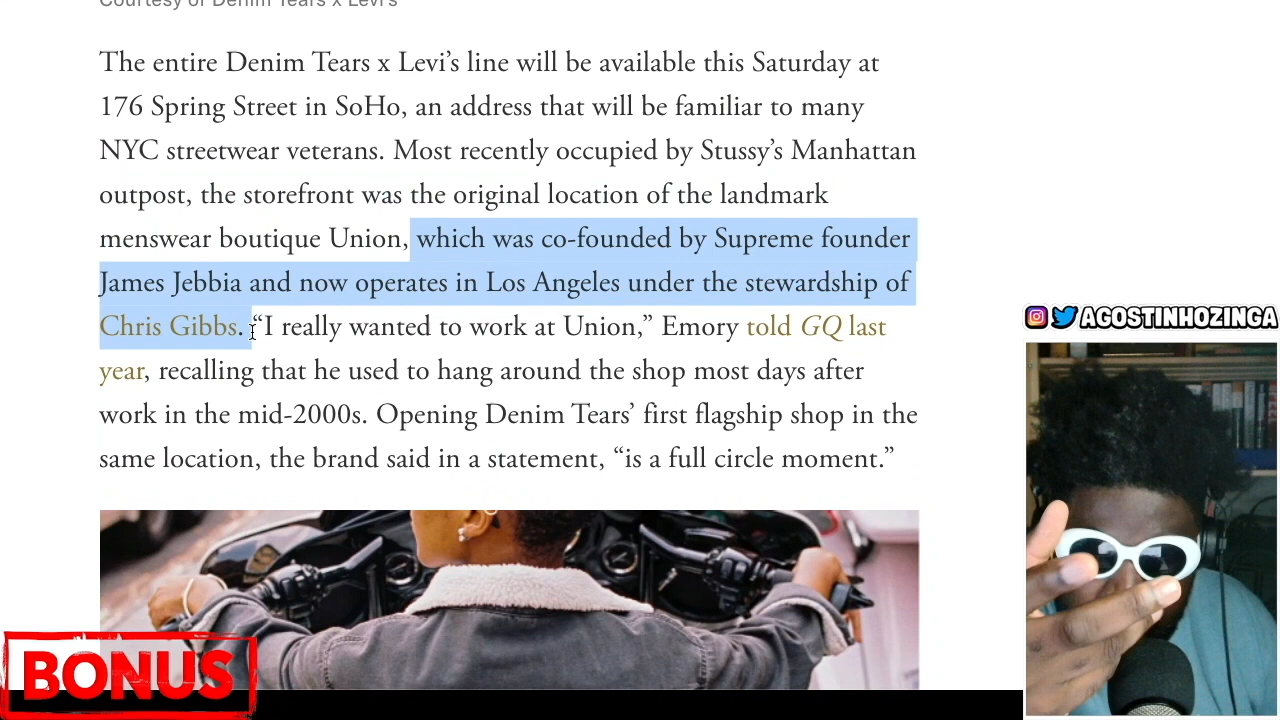 Courtesy of Denim Tears x Levi's
The entire Denim Tears x Levi’s line will be available this Saturday at
176 Spring Street in SoHo, an address that will be familiar to many
NYC streetwear veterans. Most recently occupied by Stussy’s Manhattan
outpost, the storefront was the original location of the landmark
menswear boutique Union, which was co-founded by Supreme founder
James Jebbia and now operates in Los Angeles under the stewardship of
Chris Gibbs. “I really wanted to work at Union,” Emory told GQ last
year, recalling that he used to hang around the shop most days after
work in the mid-2000s. Opening Denim Tears’ first flagship shop in the
same location, the brand said in a statement, “is a full circle moment.”
AGOSTINHOZINGA
BONUS